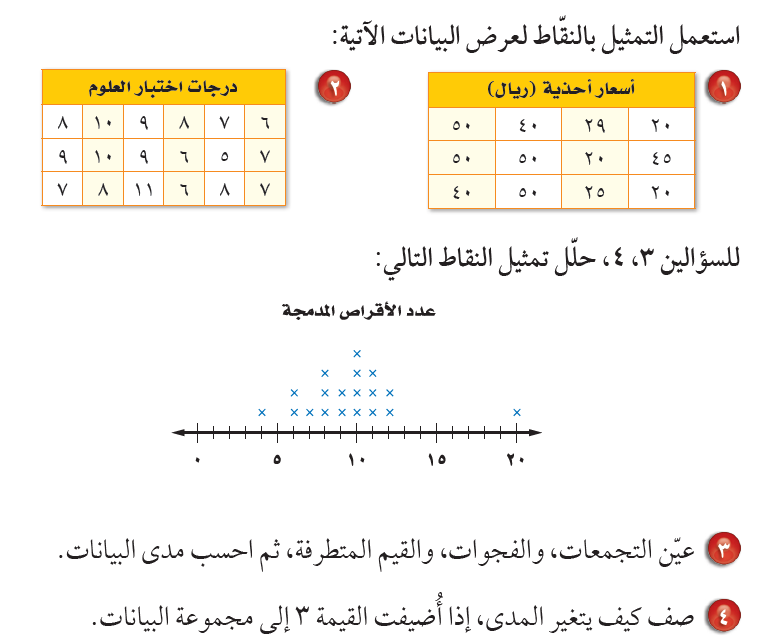 استعمل التمثيل بالنقّاط لعرض البيانات الآتية:
١
أسعار أحذية (ريال)
٢٠ ٢٩ ٤٠ ٥٠
٤٥ ٢٠ ٥٠ ٥٠
٢٠ ٢٥ ٥٠ ٤٠
٢
درجات اختبار العلوم
٦ ٧ ٨ ٩ ١٠ ٨
٧ ٥ ٦ ٩ ١٠ ٩
٧ ٨ ٦ ١١ ٨ ٧
للسؤالين ٣، ٤، حلّل تمثيل النقاط التالي:
عدد الأقراص المدمجة
٠ ٥ ١٠ ١٥ ٢٠
٣ عيّن التجمعات، والفجوات، والقيم المتطرفة، ثم احسب مدى البيانات.
٤ صف كيف يتغير المدى، إذا أُضيفت القيمة ٣ إلى مجموعة البيانات.